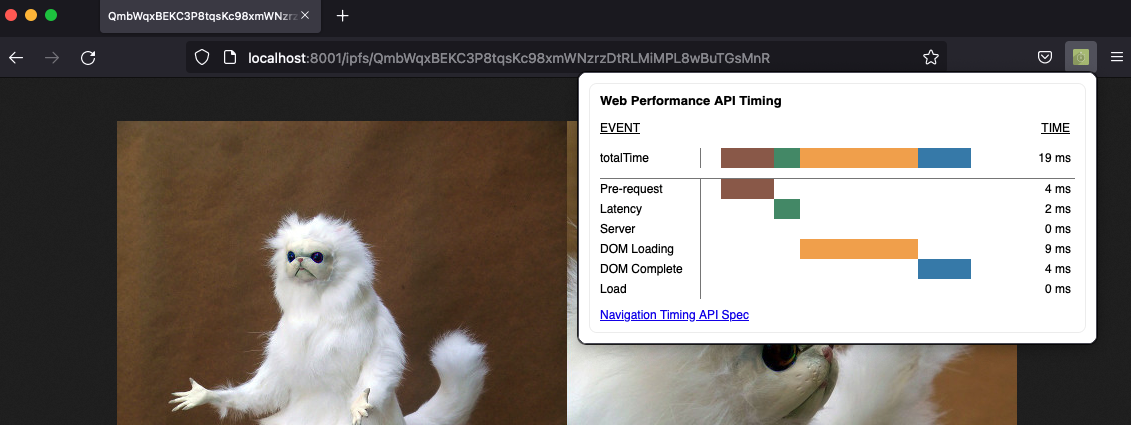 QmbWqxBEKC3P8tqsKc98xmWNzrz
localhost:8001/ipfs/QmbWqxBEKC3P8tqsKc98xmWNzrzDtRLMiMPL8wBuTGsMnR
Web Performance API Timing
EVENT TIME
totalTime 19 ms
Pre-request 4 ms
Latency 2 ms
Server 0 ms
DOM Loading 9 ms
DOM Complete 4 ms
Load 0 ms
Navigation Timing API Spec